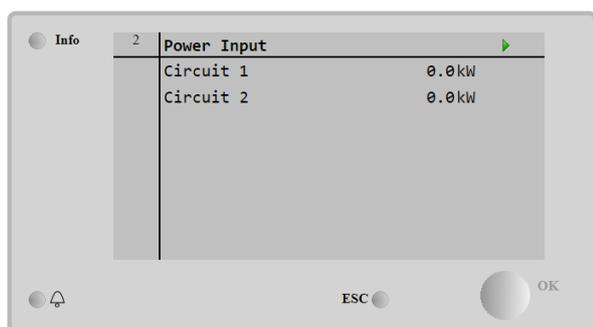 Info
2 Power Input
Circuit 1 0.0kW
Circuit 2 0.0kW
ESC
OK